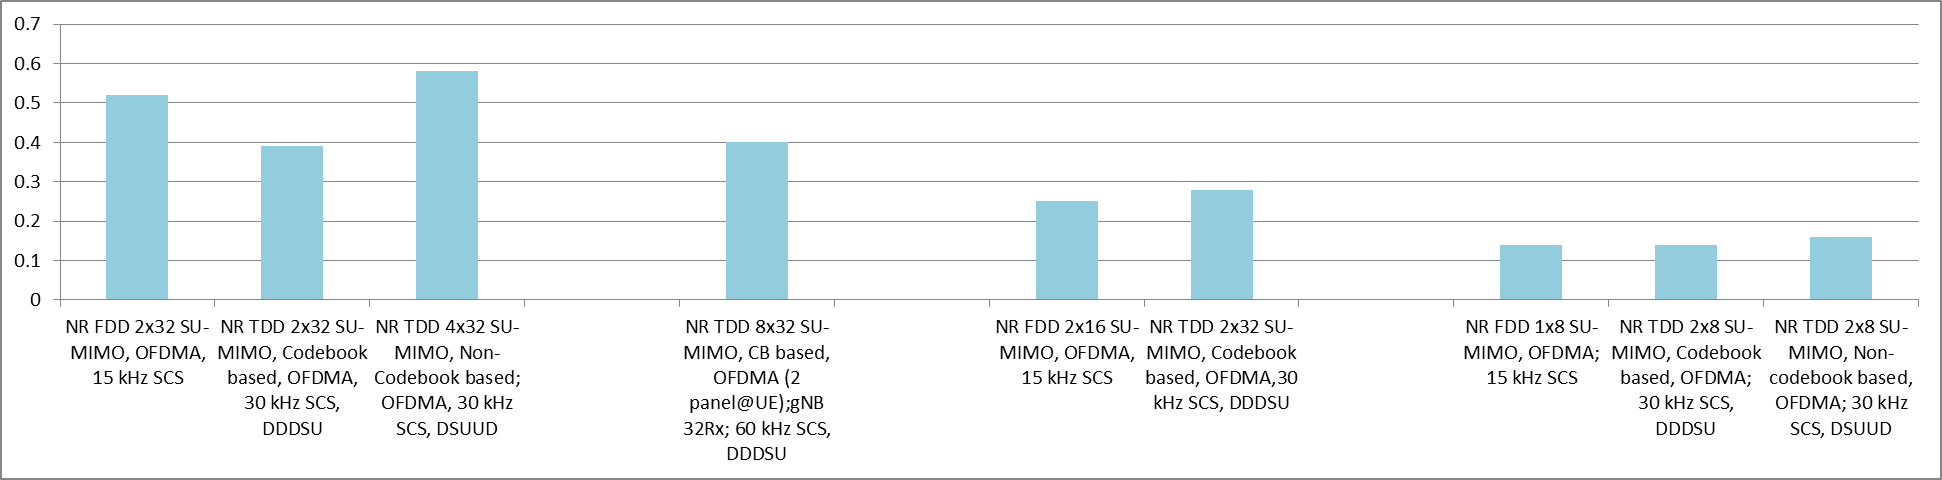 0.7
0.6
0.5
0.4
0.3
0.2
0.1
0
NR FDD 2x32 SU-
MIMO, OFDMA,
15 kHz SCS
NR TDD 2x32 SU-
MIMO, Codebook
based, OFDMA,
30 kHz SCS,
DDDSU
NR TDD 4x32 SU-
MIMO, Non-
Codebook based;
OFDMA, 30 kHz
SCS, DSUUD
NR TDD 8x32 SU-
MIMO, CB based,
OFDMA (2
panel@UE);gNB
32Rx; 60 kHz SCS,
DDDSU
NR FDD 2x16 SU-
MIMO, OFDMA,
15 kHz SCS
NR TDD 2x32 SU-
MIMO, Codebook
based, OFDMA,30
kHz SCS, DDDSU
NR FDD 1x8 SU-
MIMO, OFDMA;
15 kHz SCS
NR TDD 2x8 SU-
MIMO, Codebook
based, OFDMA;
30 kHz SCS,
DDDSU
NR TDD 2x8 SU-
MIMO, Non-
codebook based,
OFDMA; 30 kHz
SCS, DSUUD